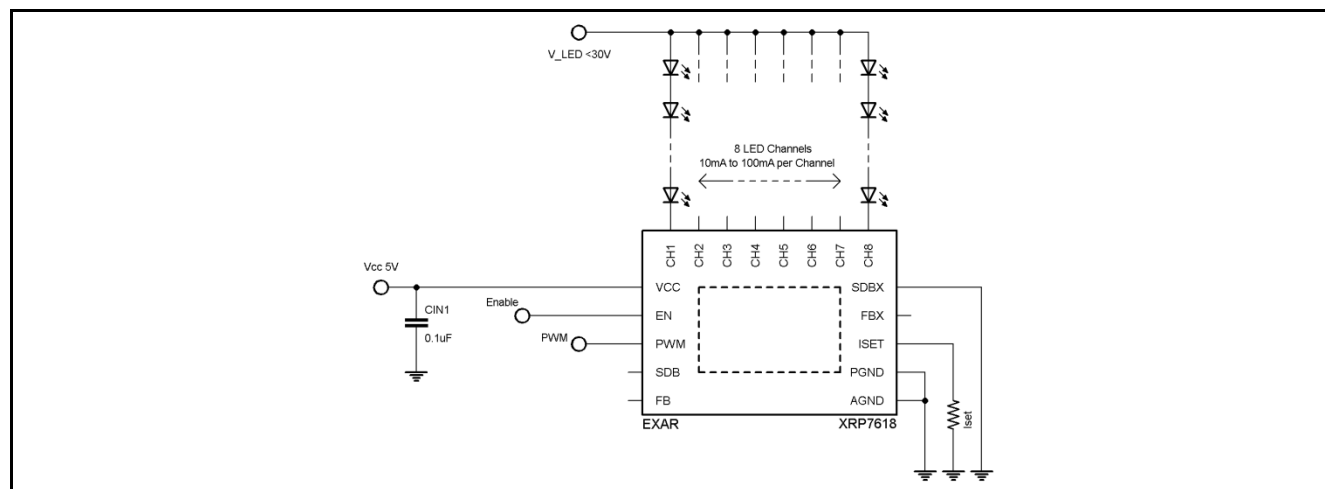 V_LED <30V
8 LED Channels
10mA to 100mA per Channel
CH1
CH2
CH3
CH4
CH5
CH6
CH7
CH8
Vcc 5V
VCC
SDBX
CIN1
0.1uF
Enable
EN
FBX
PWM
PWM
ISET
SDB
PGND
FB
AGND
Iset
EXAR
XRP7618